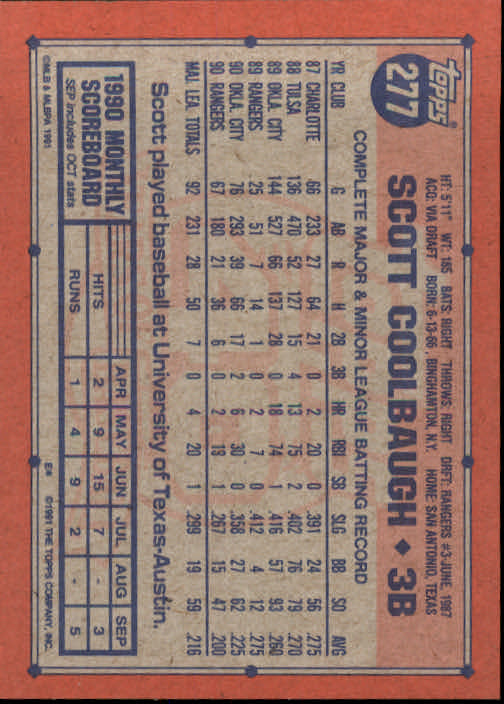 Topps
277
SCOTT COOLBAUGH ♦ 3B
HT: 5'11" WT: 185 BATS: RIGHT THROWS: RIGHT DRFT: RANGERS #3-JUNE, 1987
ACQ: VIA DRAFT BORN: 6-13-66, BINGHAMTON, N.Y. HOME: SAN ANTONIO, TEXAS
COMPLETE MAJOR & MINOR LEAGUE BATTING RECORD
YR CLUB G AB R H 2B 3B HR RBI SB SLG BB SO AVG
87 CHARLOTTE 66 233 27 64 21 0 2 20 0 .391 24 56 .275
88 TULSA 136 470 52 127 15 4 13 75 2 .402 76 79 .270
89 OKLA. CITY 144 527 66 137 28 0 18 74 1 .416 57 93 .260
89 RANGERS 25 51 7 14 1 0 2 7 0 .412 4 12 .275
90 OKLA. CITY 76 293 39 66 17 2 6 30 0 .358 27 62 .225
90 RANGERS 67 180 21 36 6 0 2 13 1 .267 15 47 .200
MAJ. LEA. TOTALS 92 231 28 50 7 0 4 20 1 .299 19 59 .216
Scott played baseball at University of Texas-Austin.
1990 MONTHLY SCOREBOARD
SEP includes OCT stats
APR MAY JUN JUL AUG SEP
HITS 2 9 15 7 - 3
RUNS 1 4 9 2 - 5
©MLB & MLBPA 1991
E* ©1991 THE TOPPS COMPANY, INC.